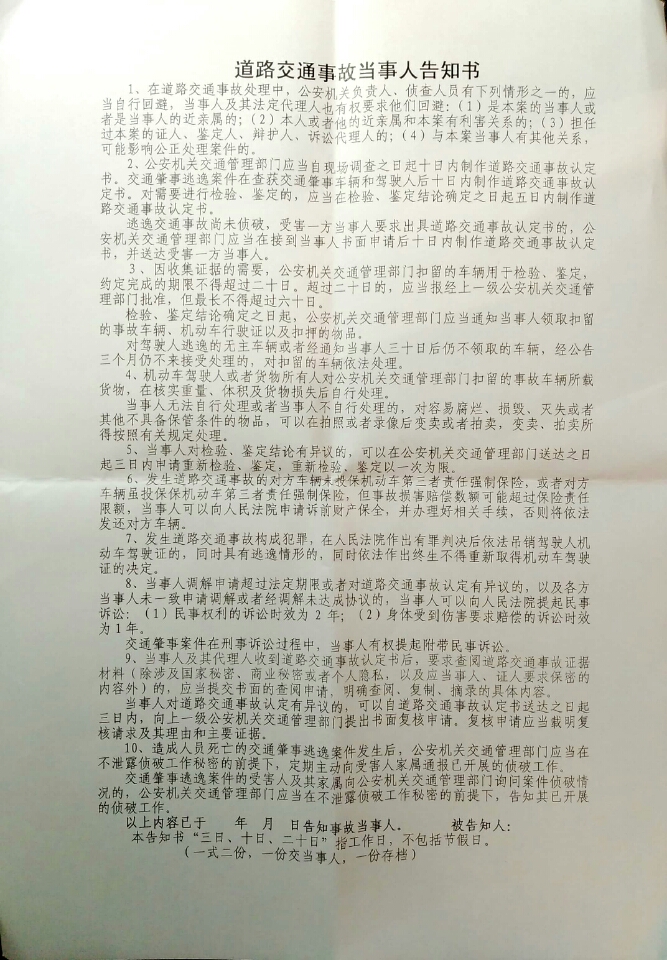 道路交通事故当事人告知书
1、在道路交通事故处理中，公安机关负责人、侦查人员有下列情形之一的，应
当自行回避，当事人及其法定代理人也有权要求他们回避：（1）是本案的当事人或
者是当事人的近亲属的；（2）本人或者他的近亲属和本案有利害关系的；（3）担任
过本案的证人、鉴定人、辩护人、诉讼代理人的；（4）与本案当事人有其他关系，
可能影响公正处理案件的。
2、公安机关交通管理部门应当自现场调查之日起十日内制作道路交通事故认定
书。交通肇事逃逸案件在查获交通肇事车辆和驾驶人后十日内制作道路交通事故认
定书。对需要进行检验、鉴定的，应当在检验、鉴定结论确定之日起五日内制作道
路交通事故认定书。
逃逸交通事故尚未侦破，受害一方当事人要求出具道路交通事故认定书的，公
安机关交通管理部门应当在接到当事人书面申请后十日内制作道路交通事故认定
书，并送达受害一方当事人。
3、因收集证据的需要，公安机关交通管理部门扣留的车辆用于检验、鉴定，
约定完成的期限不得超过二十日。超过二十日的，应当报经上一级公安机关交通管
理部门批准，但最长不得超过六十日。
检验、鉴定结论确定之日起，公安机关交通管理部门应当通知当事人领取扣留
的事故车辆、机动车行驶证以及扣押的物品。
对驾驶人逃逸的无主车辆或者经通知当事人三十日后仍不领取的车辆，经公告
三个月仍不来接受处理的，对扣留的车辆依法处理。
4、机动车驾驶人或者货物所有人对公安机关交通管理部门扣留的事故车辆所载
货物，在核实重量、体积及货物损失后自行处理。
当事人无法自行处理或者当事人不自行处理的，对容易腐烂、损毁、灭失或者
其他不具备保管条件的物品，可以在拍照或者录像后变卖或者拍卖，变卖、拍卖所
得按照有关规定处理。
5、当事人对检验、鉴定结论有异议的，可以在公安机关交通管理部门送达之日
起三日内申请重新检验、鉴定，重新检验、鉴定以一次为限。
6、发生道路交通事故的对方车辆未投保机动车第三者责任强制保险，或者对方
车辆虽投保保机动车第三者责任强制保险，但事故损害赔偿数额可能超过保险责任
限额，当事人可以向人民法院申请诉前财产保全，并办理好相关手续，否则将依法
发还对方车辆。
7、发生道路交通事故构成犯罪，在人民法院作出有罪判决后依法吊销驾驶人机
动车驾驶证的，同时具有逃逸情形的，同时依法作出终生不得重新取得机动车驾驶
证的决定。
8、当事人调解申请超过法定期限或者对道路交通事故认定有异议的，以及各方
当事人未一致申请调解或者经调解未达成协议的，当事人可以向人民法院提起民事
诉讼：（1）民事权利的诉讼时效为2年；（2）身体受到伤害要求赔偿的诉讼时效
为1年。
交通肇事案件在刑事诉讼过程中，当事人有权提起附带民事诉讼。
9、当事人及其代理人收到道路交通事故认定书后，要求查阅道路交通事故证据
材料（除涉及国家秘密、商业秘密或者个人隐私，以及应当事人、证人要求保密的
内容外）的，应当提交书面的查阅申请，明确查阅、复制、摘录的具体内容。
当事人对道路交通事故认定有异议的，可以自道路交通事故认定书送达之日起
三日内，向上一级公安机关交通管理部门提出书面复核申请。复核申请应当载明复
核请求及其理由和主要证据。
10、造成人员死亡的交通肇事逃逸案件发生后，公安机关交通管理部门应当在
不泄露侦破工作秘密的前提下，定期主动向受害人家属通报已开展的侦破工作。
交通肇事逃逸案件的受害人及其家属向公安机关交通管理部门询问案件侦破情
况的，公安机关交通管理部门应当在不泄露侦破工作秘密的前提下，告知其已开展
的侦破工作。
以上内容已于 年 月 日告知事故当事人。 被告知人：
本告知书“三日、十日、二十日”指工作日，不包括节假日。
（一式二份，一份交当事人，一份存档）